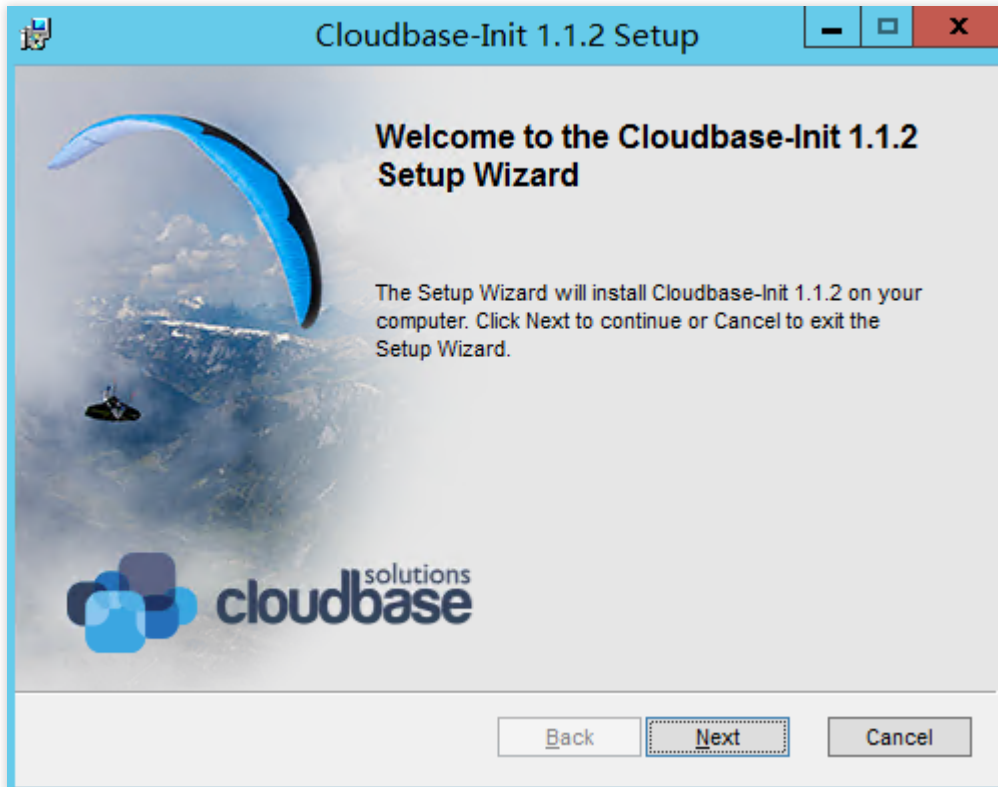 Cloudbase-Init 1.1.2 Setup
Welcome to the Cloudbase-Init 1.1.2
Setup Wizard
The Setup Wizard will install Cloudbase-Init 1.1.2 on your
computer. Click Next to continue or Cancel to exit the
Setup Wizard.
solutions
cloudbase
Back
Next
Cancel